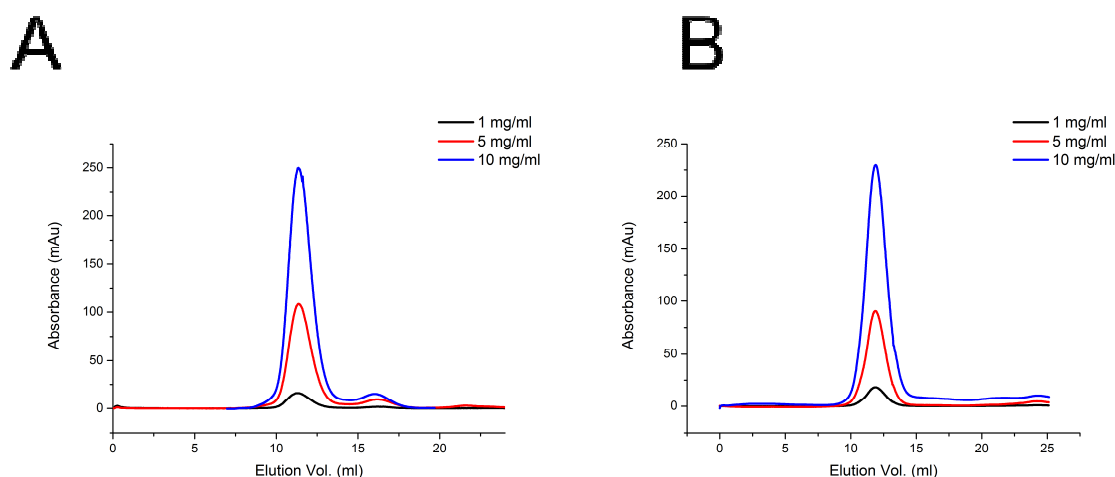 A
1 mg/ml
5 mg/ml
10 mg/ml
250
200
150
100
50
0
Absorbance (mAu)
0 5 10 15 20
Elution Vol. (ml)
B
1 mg/ml
5 mg/ml
10 mg/ml
250
200
150
100
50
0
Absorbance (mAu)
0 5 10 15 20 25
Elution Vol. (ml)